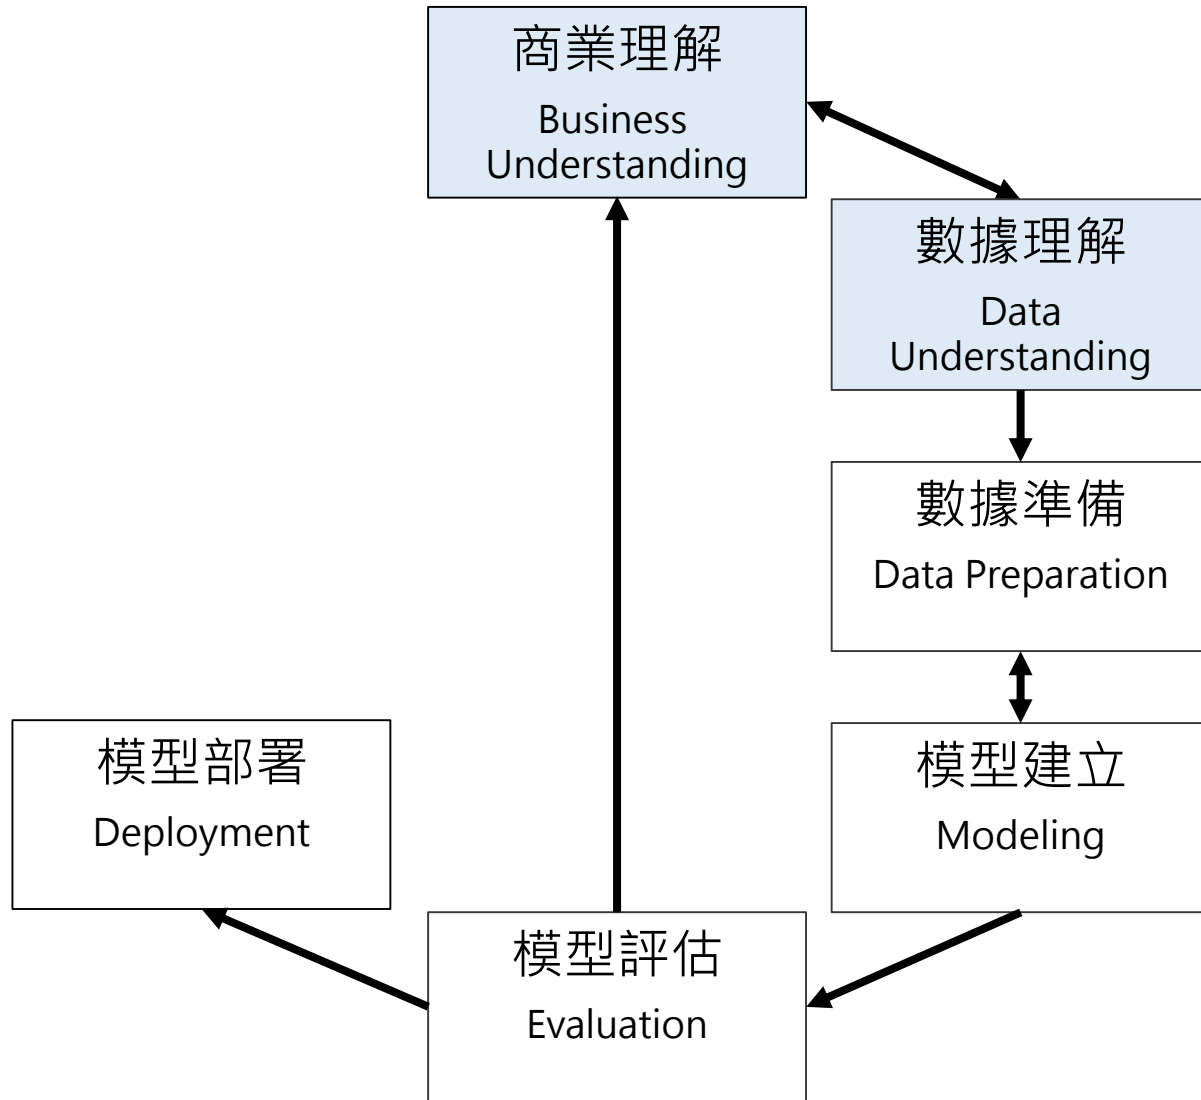 商業理解
Business
Understanding
數據理解
Data
Understanding
數據準備
Data Preparation
模型建立
Modeling
模型部署
Deployment
模型評估
Evaluation